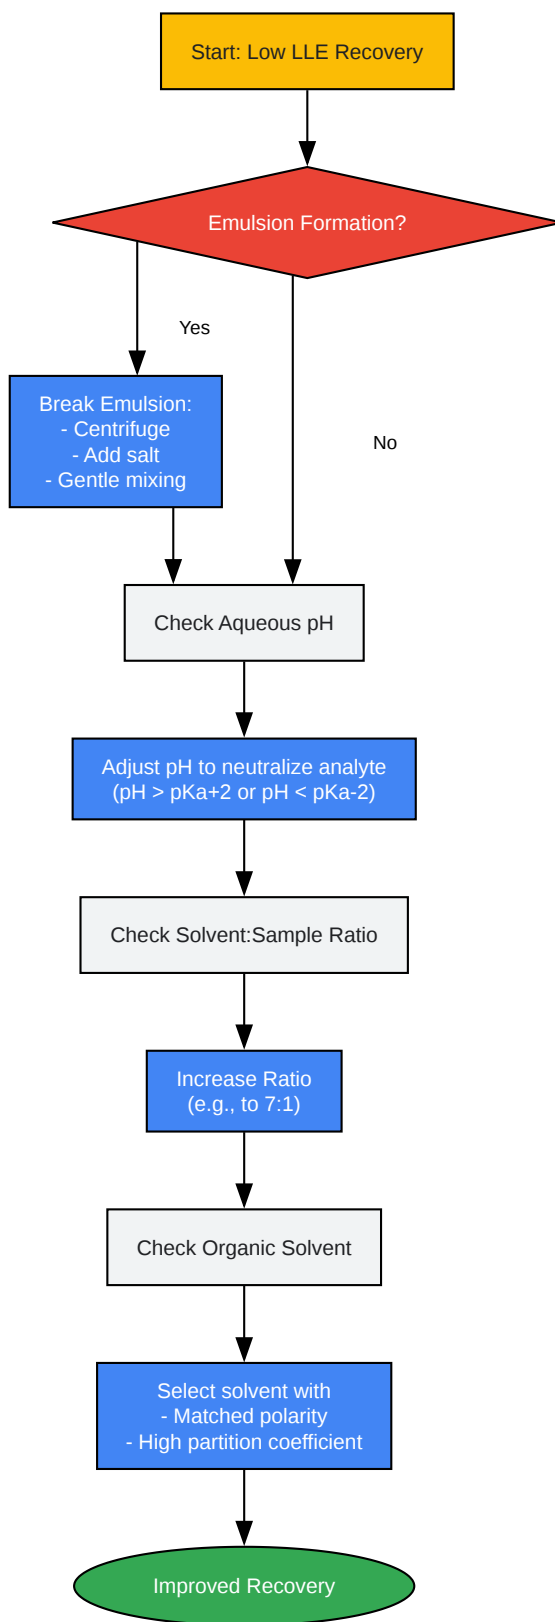 Start: Low LLE Recovery
Emulsion Formation?
Yes
Break Emulsion:
- Centrifuge
- Add salt
- Gentle mixing
No
Check Aqueous pH
Adjust pH to neutralize analyte
(pH > pKa+2 or pH < pKa-2)
Check Solvent:Sample Ratio
Increase Ratio
(e.g., to 7:1)
Check Organic Solvent
Select solvent with
- Matched polarity
- High partition coefficient
Improved Recovery